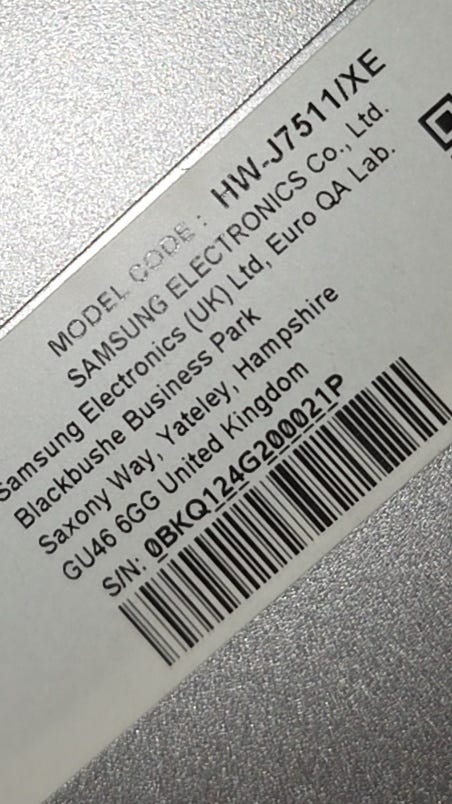 MODEL CODE : HW-J7511/XE
SAMSUNG ELECTRONICS Co., Ltd.
Samsung Electronics (UK) Ltd, Euro QA Lab.
Blackbushe Business Park
Saxony Way, Yateley, Hampshire
GU46 6GG United Kingdom
S/N: 0BKQ124G200021P